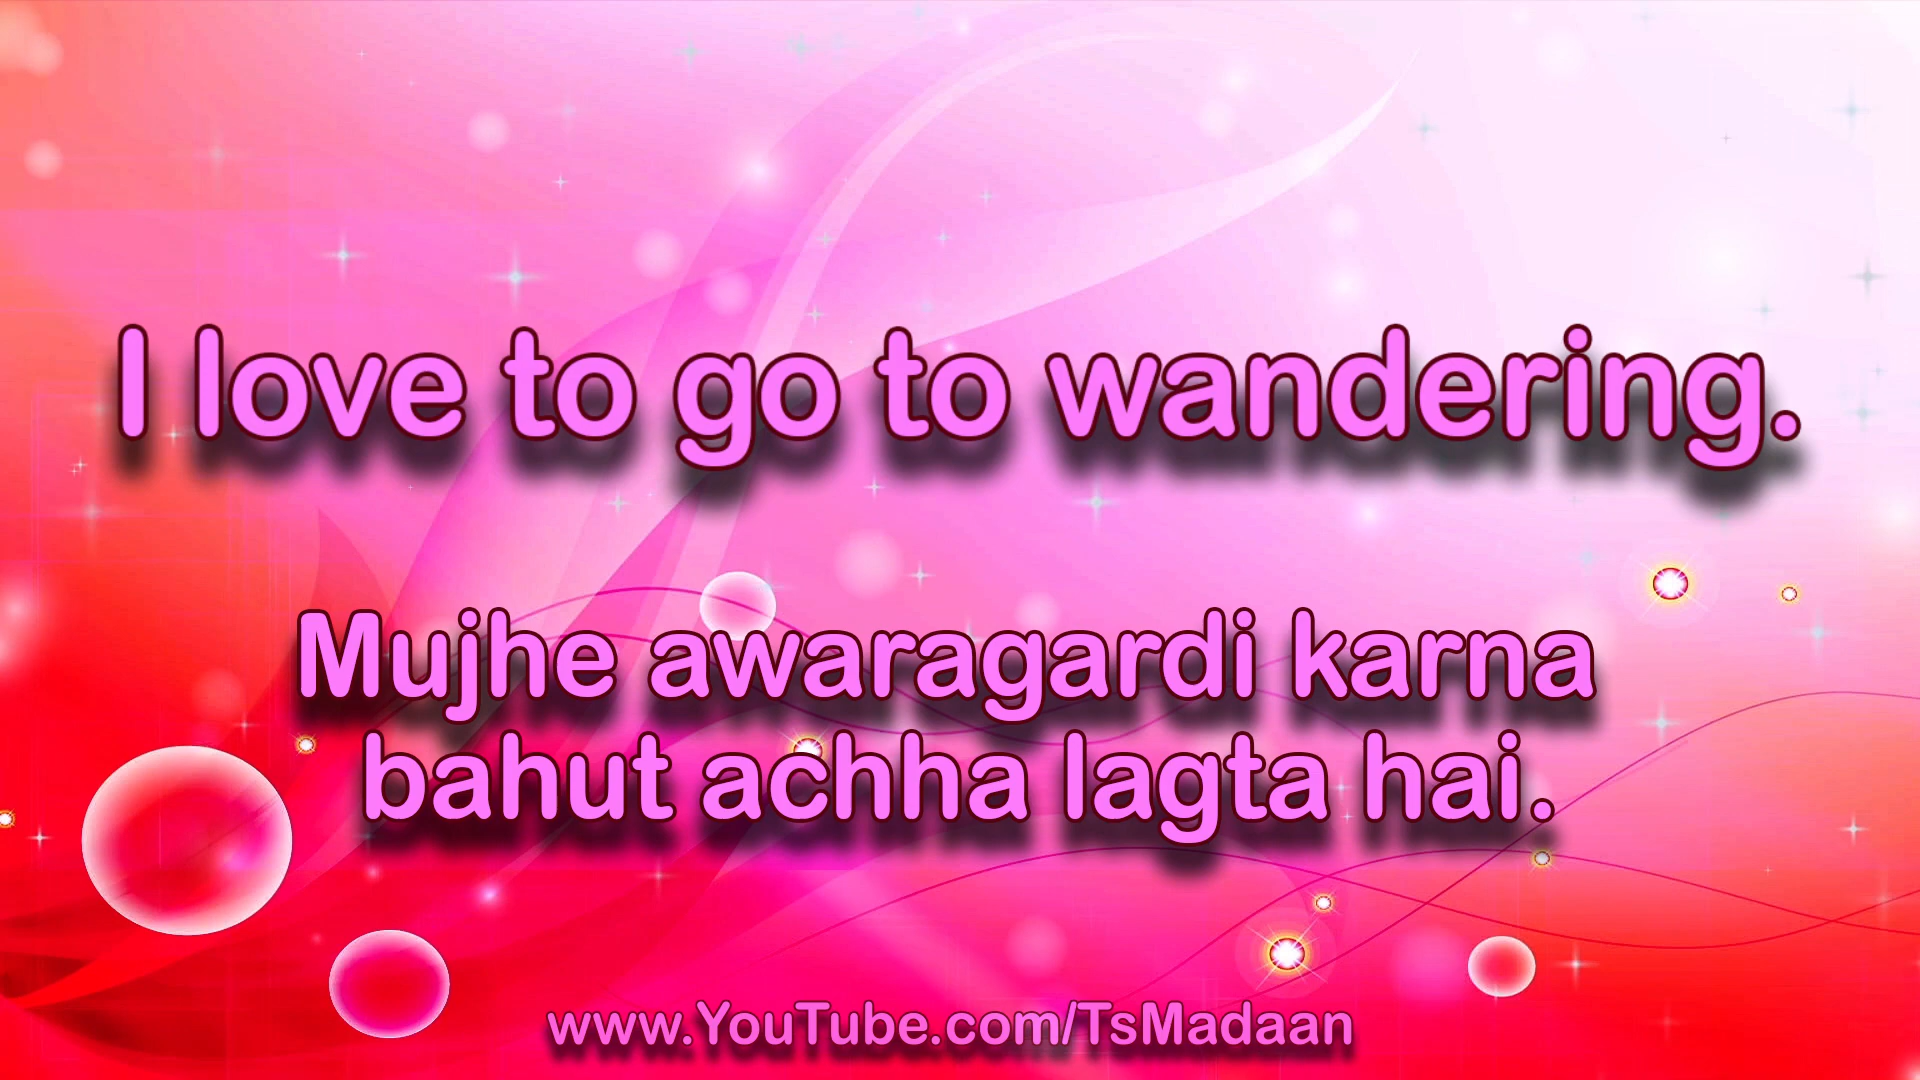 I love to go to wandering.
Mujhe awaragardi karna
bahut achha lagta hai.
www.YouTube.com/TsMadaan